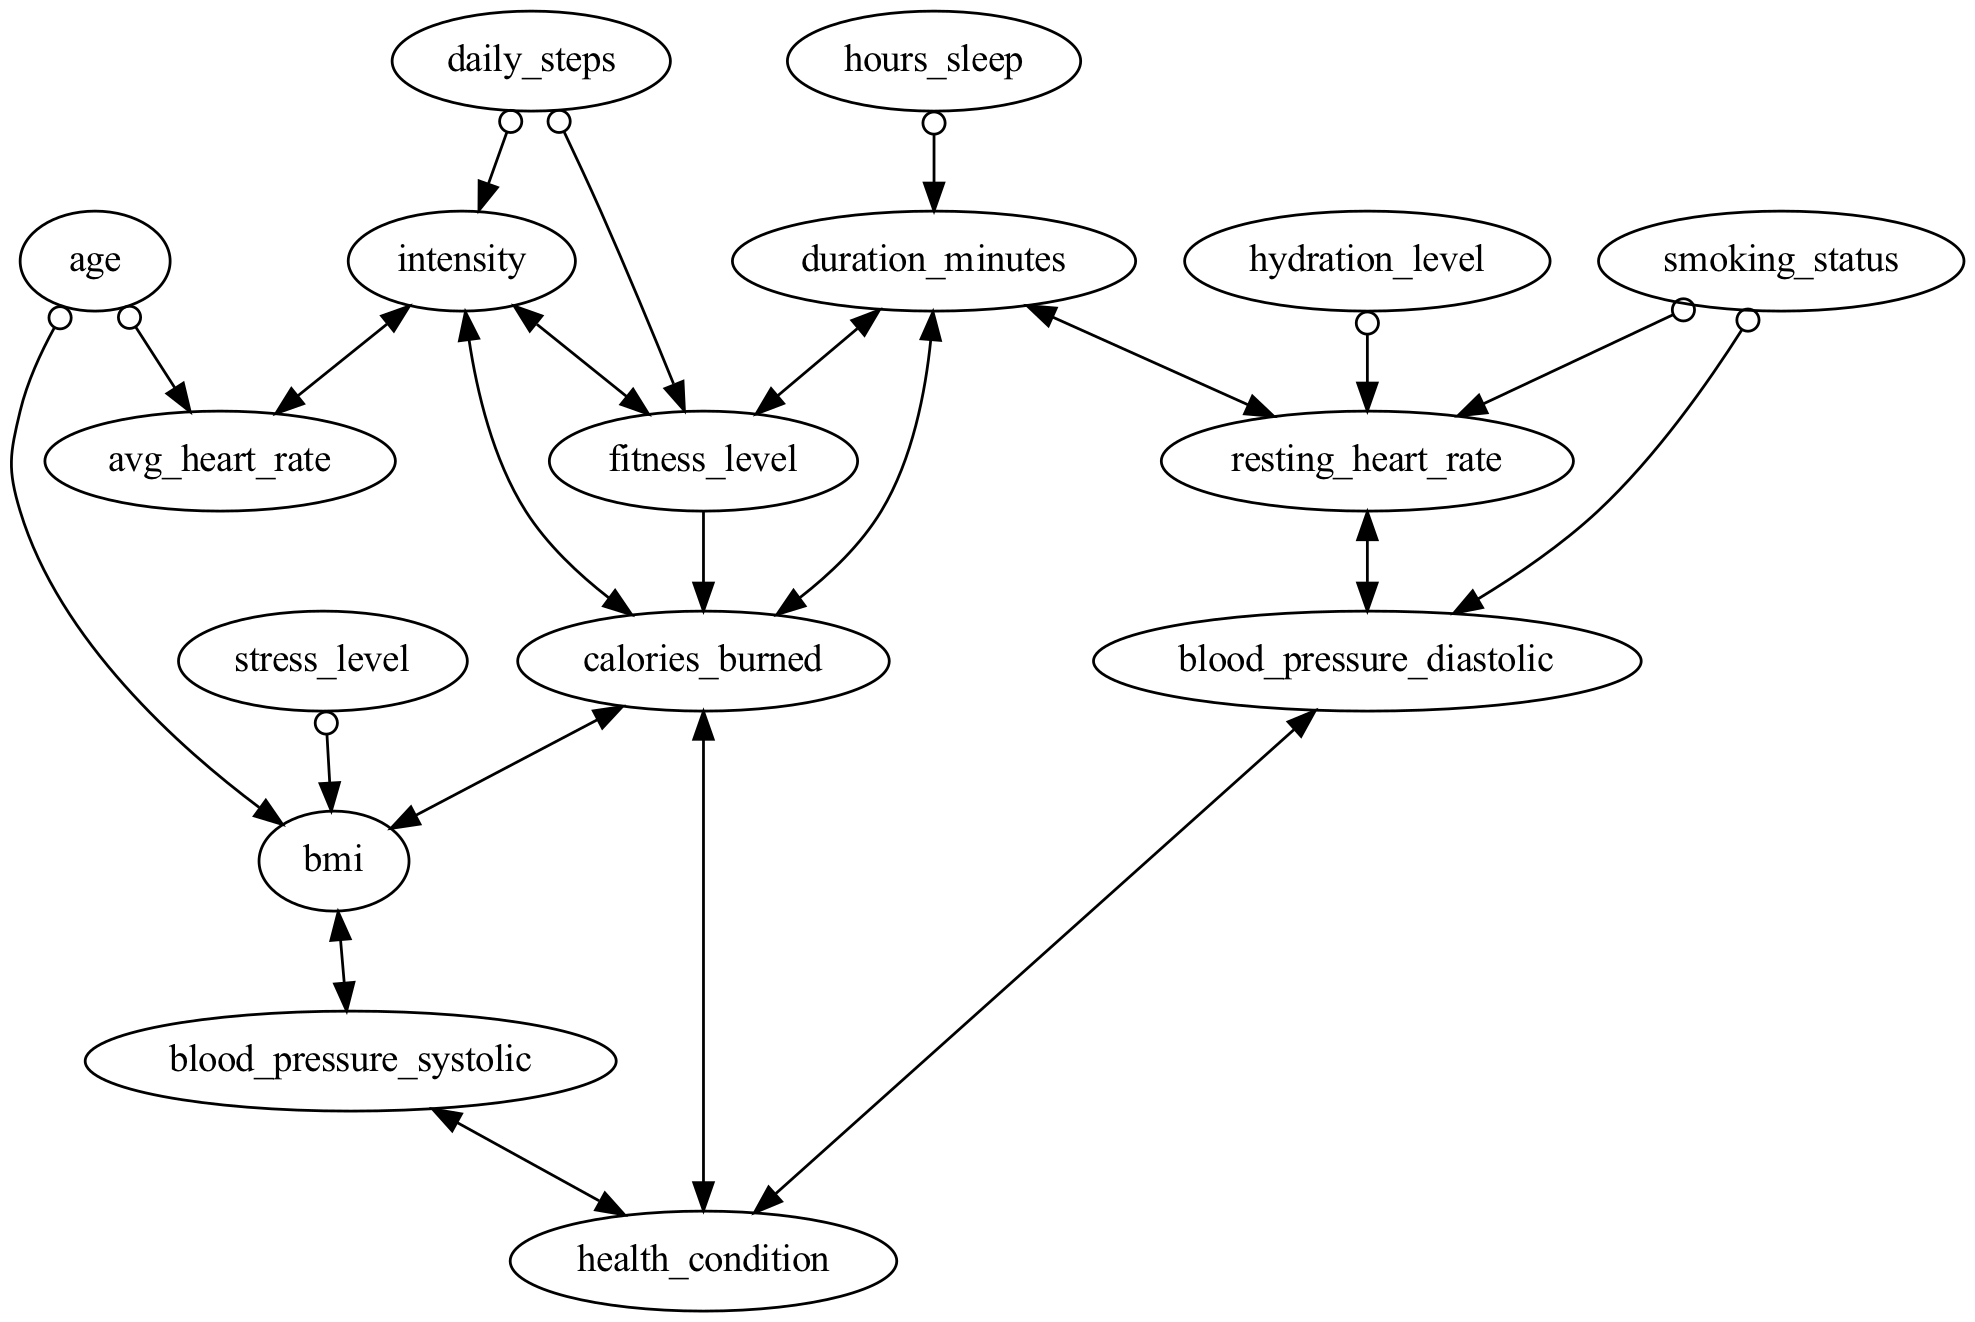 daily_steps
hours_sleep
age
intensity
duration_minutes
hydration_level
smoking_status
avg_heart_rate
fitness_level
resting_heart_rate
stress_level
calories_burned
blood_pressure_diastolic
bmi
blood_pressure_systolic
health_condition